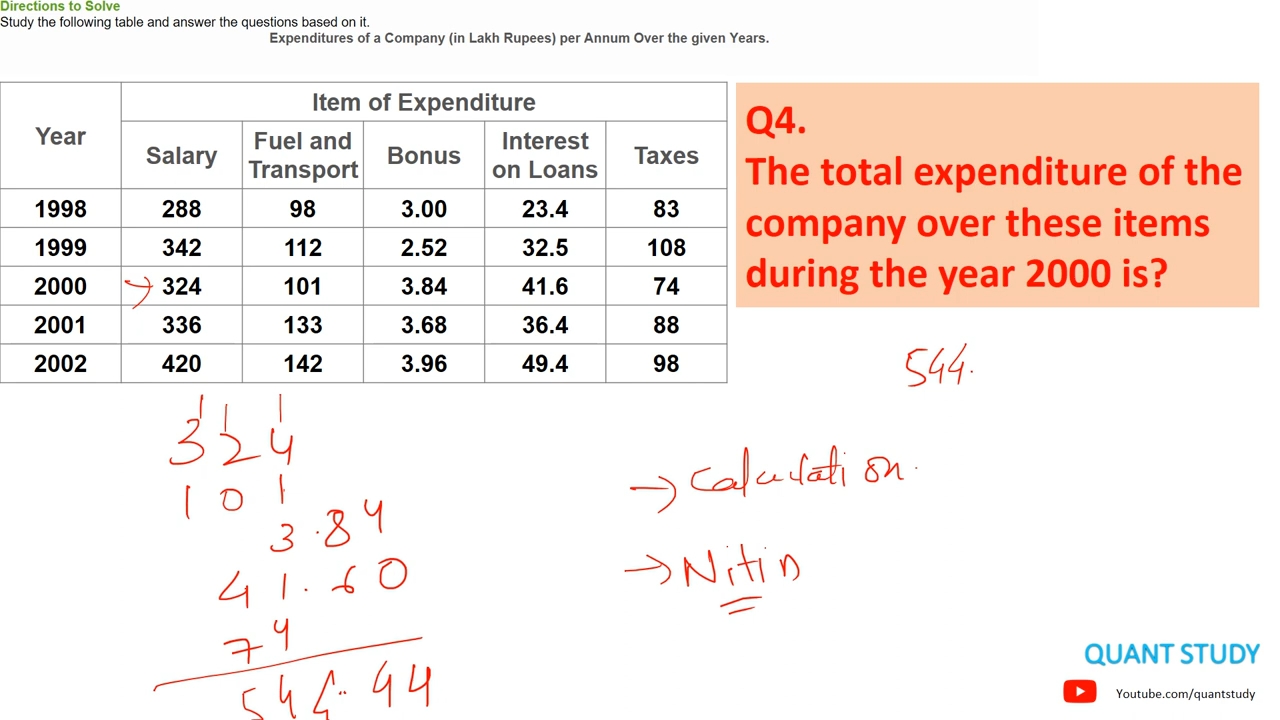 Directions to Solve
Study the following table and answer the questions based on it.
Expenditures of a Company (in Lakh Rupees) per Annum Over the given Years.
Year Item of Expenditure
Salary Fuel and Transport Bonus Interest on Loans Taxes
1998 288 98 3.00 23.4 83
1999 342 112 2.52 32.5 108
2000 324 101 3.84 41.6 74
2001 336 133 3.68 36.4 88
2002 420 142 3.96 49.4 98
Q4.
The total expenditure of the
company over these items
during the year 2000 is?
544.
1 1 1
324
101
3.84
41.60
74
544.44
→ Calculation.
→ Nitin
QUANT STUDY
Youtube.com/quantstudy